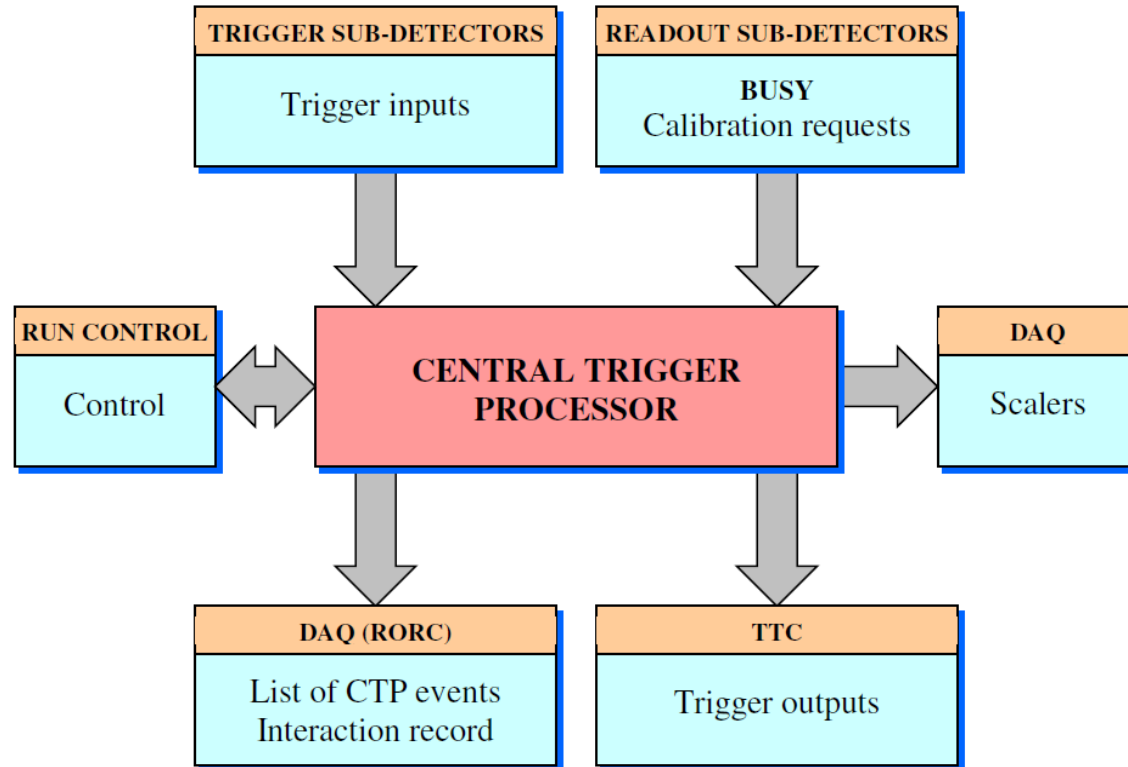 TRIGGER SUB-DETECTORS
Trigger inputs
READOUT SUB-DETECTORS
BUSY
Calibration requests
RUN CONTROL
Control
CENTRAL TRIGGER
PROCESSOR
DAQ
Scalers
DAQ (RORC)
List of CTP events
Interaction record
TTC
Trigger outputs